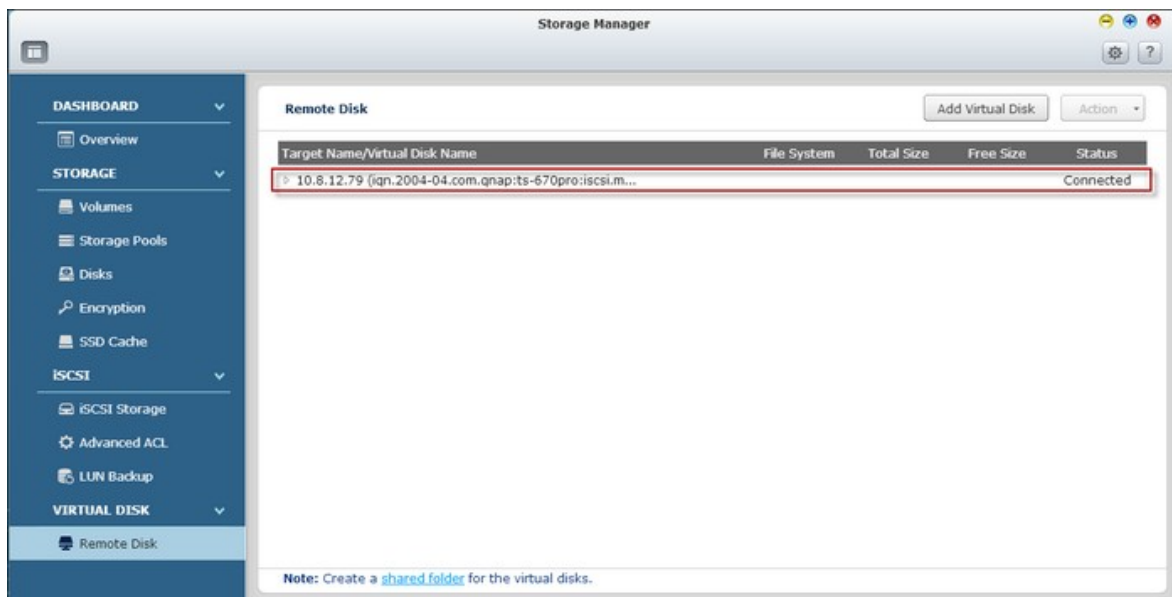 Storage Manager
?
DASHBOARD
Overview
STORAGE
Volumes
Storage Pools
Disks
Encryption
SSD Cache
iSCSI
iSCSI Storage
Advanced ACL
LUN Backup
VIRTUAL DISK
Remote Disk
Remote Disk Add Virtual Disk Action
Target Name/Virtual Disk Name File System Total Size Free Size Status
10.8.12.79 (iqn.2004-04.com.qnap:ts-670pro:iscsi.m... Connected
Note: Create a shared folder for the virtual disks.